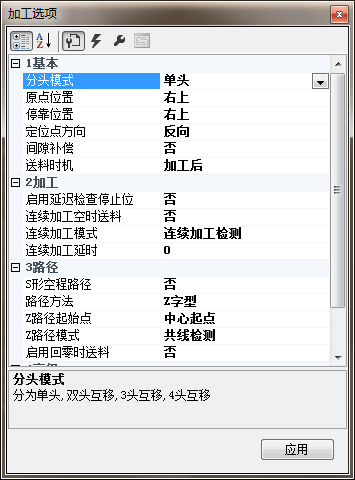 加工选项
1基本
分头模式 单头
原点位置 右上
停靠位置 右上
定位点方向 反向
间隙补偿 否
送料时机 加工后
2加工
启用延迟检查停止位 否
连续加工空时送料 否
连续加工模式 连续加工检测
连续加工延时 0
3路径
S形空程路径 否
路径方法 Z字型
Z路径起始点 中心起点
Z路径模式 共线检测
启用回零时送料 否
分头模式
分为单头, 双头互移, 3头互移, 4头互移
应用